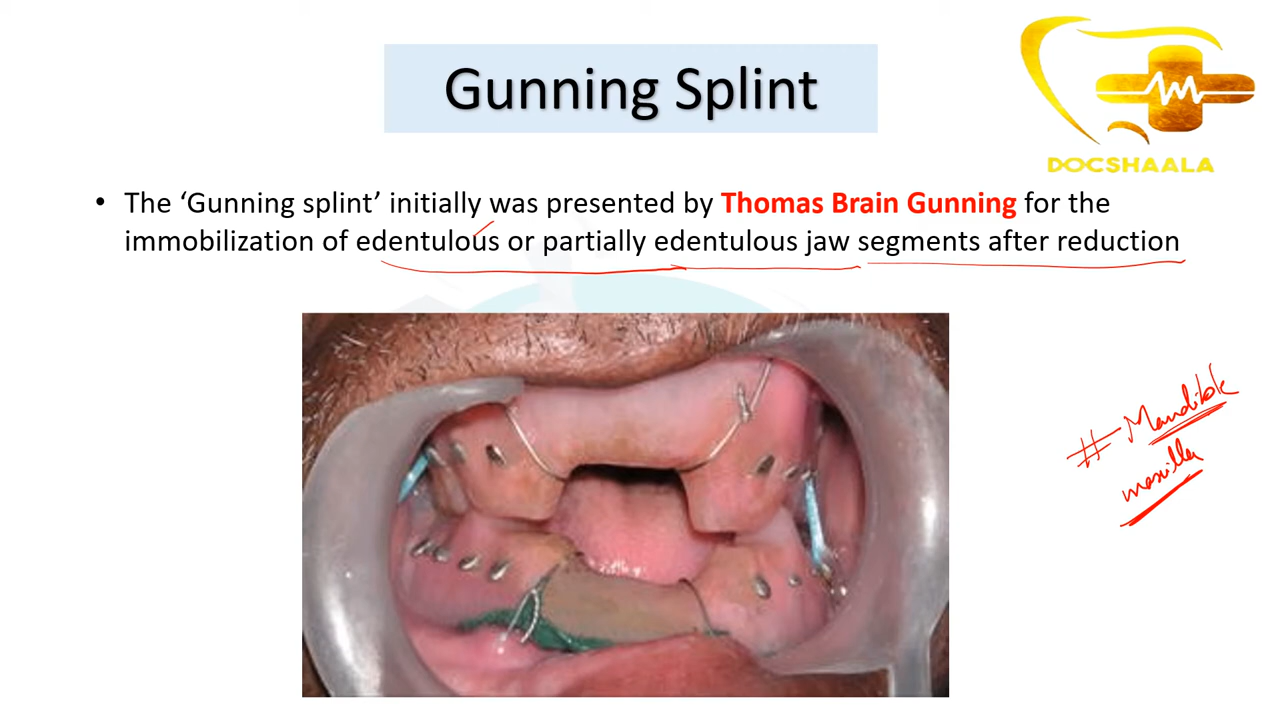 Gunning Splint
DOCSHAALA
• The ‘Gunning splint’ initially was presented by Thomas Brain Gunning for the
immobilization of edentulous or partially edentulous jaw segments after reduction
# Mandible
maxilla